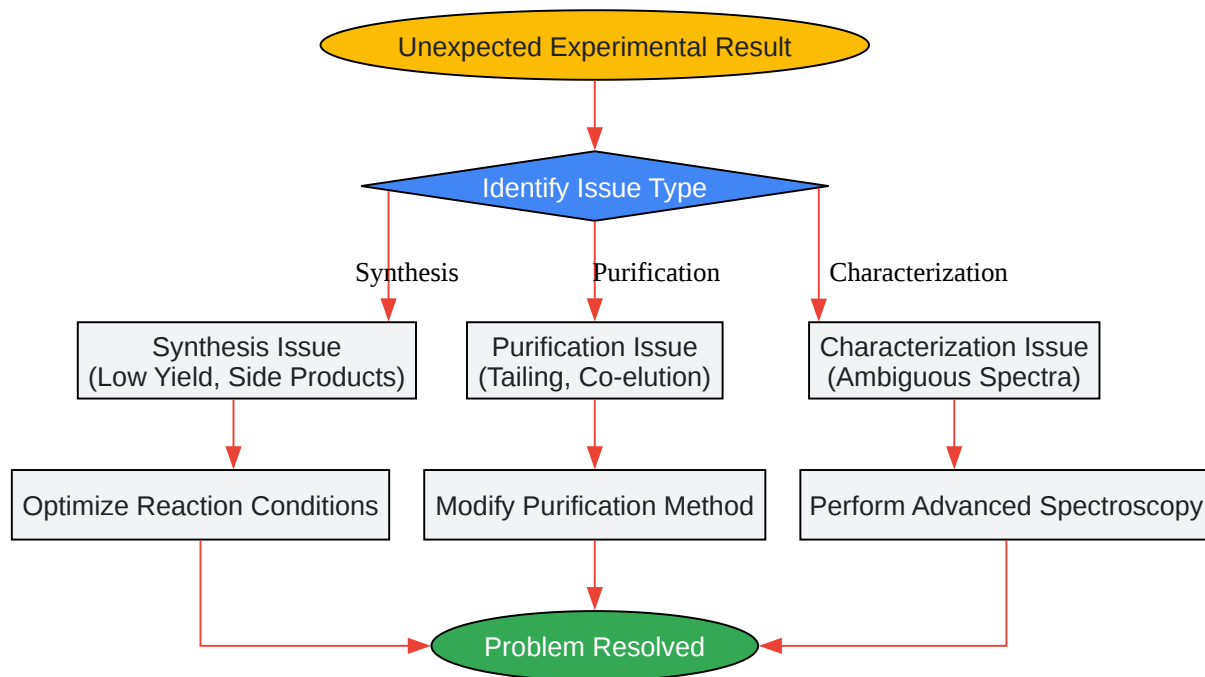 Unexpected Experimental Result
Identify Issue Type
Synthesis
Purification
Characterization
Synthesis Issue
(Low Yield, Side Products)
Purification Issue
(Tailing, Co-elution)
Characterization Issue
(Ambiguous Spectra)
Optimize Reaction Conditions
Modify Purification Method
Perform Advanced Spectroscopy
Problem Resolved